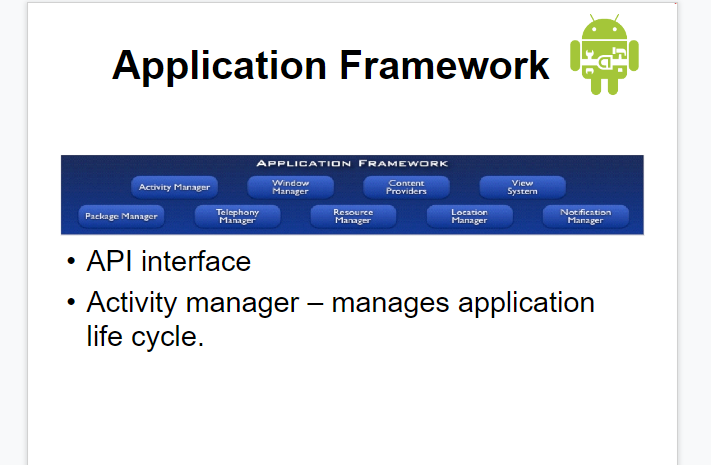 Application Framework
APPLICATION FRAMEWORK
Activity Manager
Window
Manager
Content
Providers
View
System
Package Manager
Telephony
Manager
Resource
Manager
Location
Manager
Notification
Manager
• API interface
• Activity manager – manages application
life cycle.